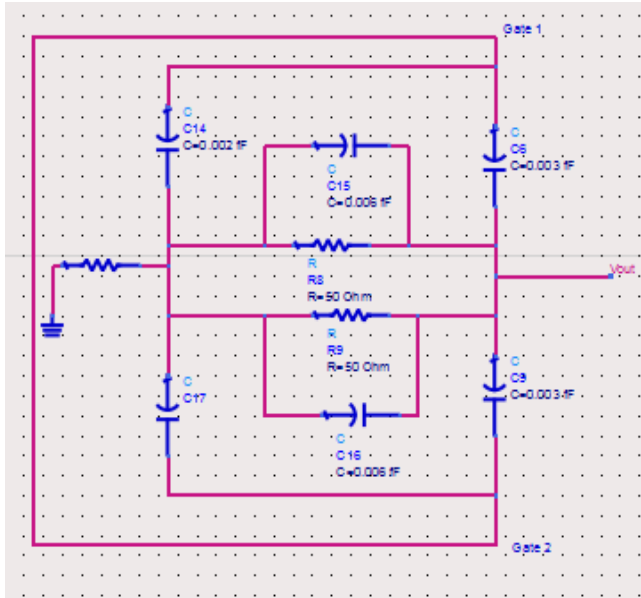 Gate 1
C
C14
C=0.002 fF
C
C6
C=0.003 fF
C
C15
C=0.006 fF
R
R8
R=50 Ohm
Vout
R
R9
R=50 Ohm
C
C17
C
C9
C=0.003 fF
C
C16
C=0.006 fF
Gate 2